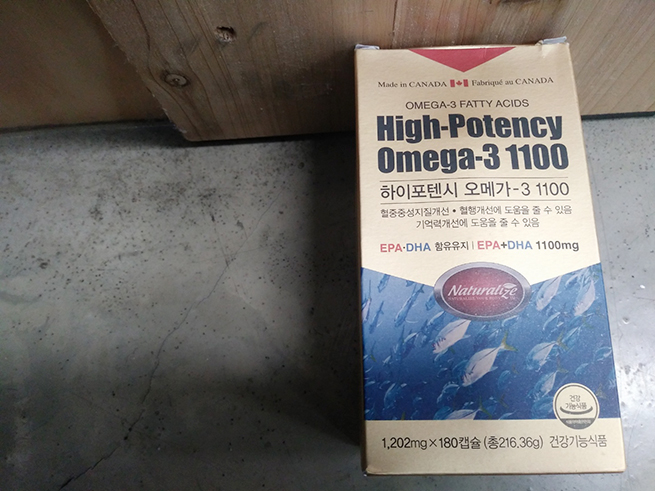 Made in CANADA Fabriqué au CANADA
OMEGA-3 FATTY ACIDS
High-Potency
Omega-3 1100
하이포텐시 오메가-3 1100
혈중중성지질개선 • 혈행개선에 도움을 줄 수 있음
기억력개선에 도움을 줄 수 있음
EPA·DHA 함유유지 | EPA+DHA 1100mg
Naturalize
건강
기능식품
1,202mg×180캡슐 (총216.36g) 건강기능식품